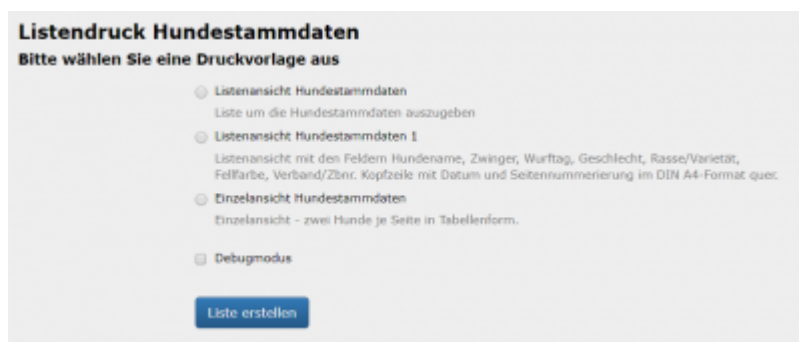 Listendruck Hundestammdaten
Bitte wählen Sie eine Druckvorlage aus
Listenansicht Hundestammdaten
Liste um die Hundestammdaten auszugeben
Listenansicht Hundestammdaten 1
Listenansicht mit den Feldern Hundename, Zwinger, Wurftag, Geschlecht, Rasse/Varietät,
Fellfarbe, Verband/Zbnr. Kopfzeile mit Datum und Seitennummerierung im DIN A4-Format quer.
Einzelansicht Hundestammdaten
Einzelansicht - zwei Hunde je Seite in Tabellenform.
Debugmodus
Liste erstellen